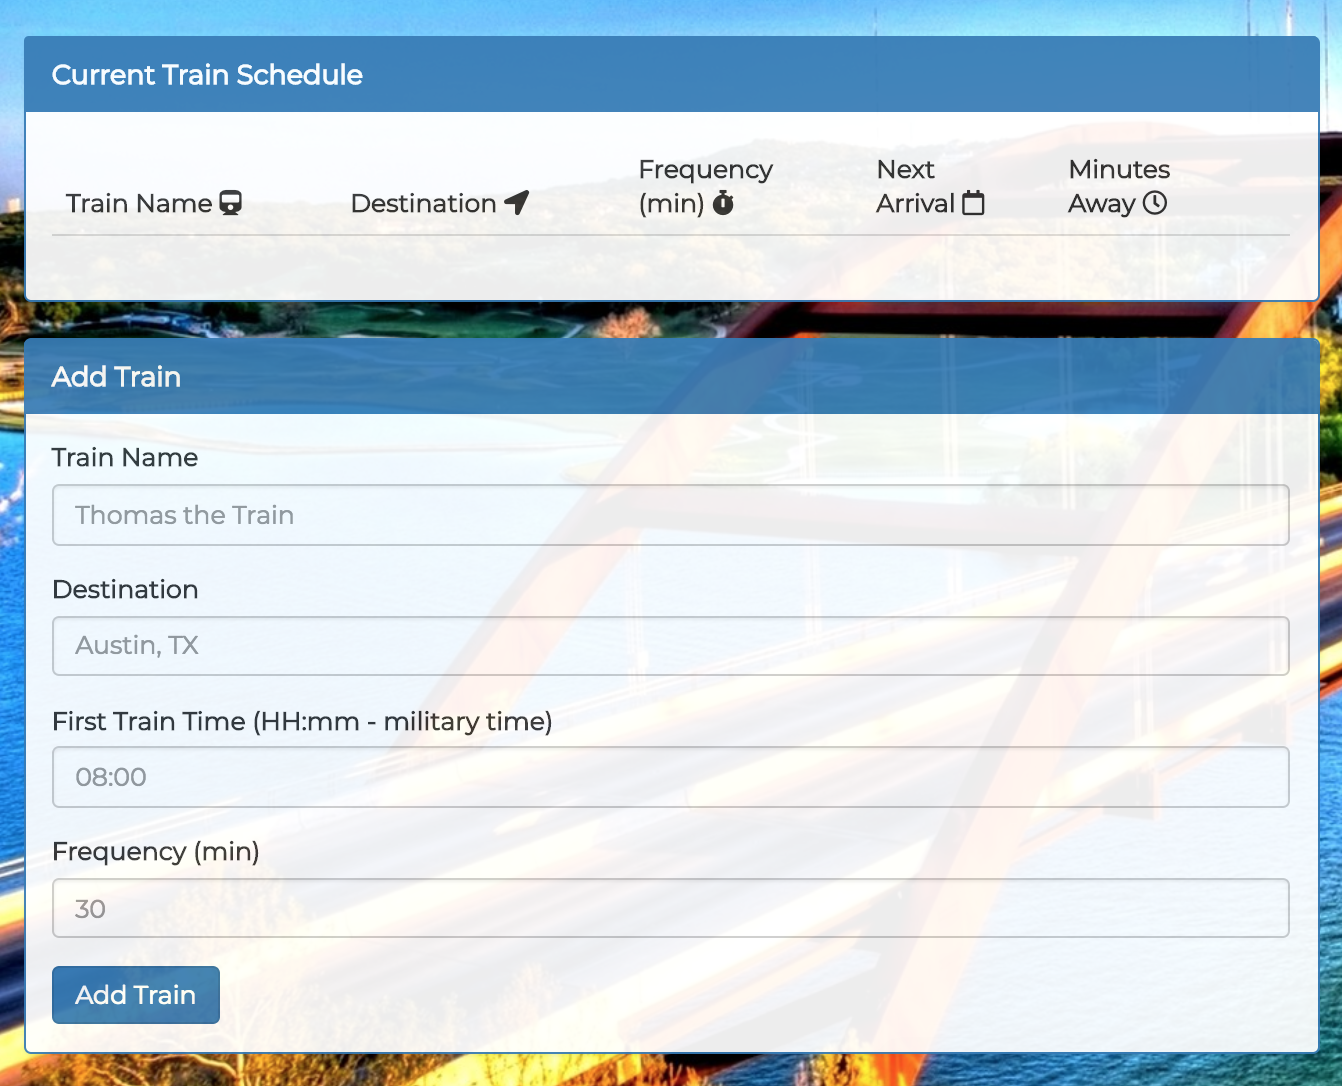 Current Train Schedule
Train Name Destination Frequency (min) Next Arrival Minutes Away
Add Train
Train Name
Thomas the Train
Destination
Austin, TX
First Train Time (HH:mm - military time)
08:00
Frequency (min)
30
Add Train